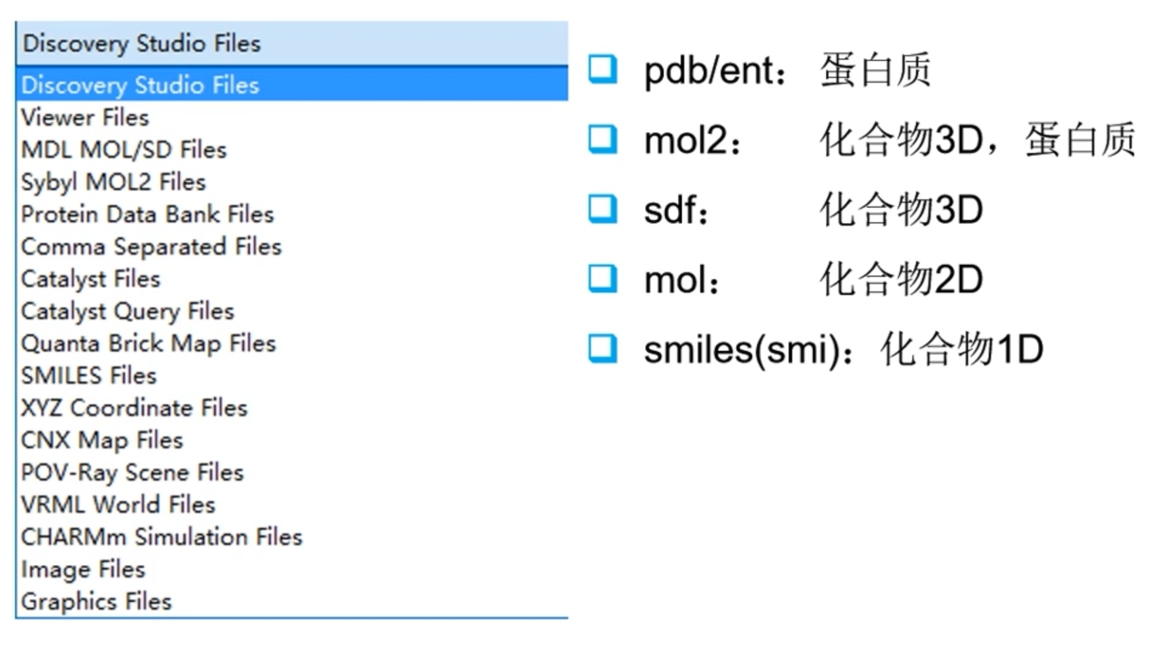 Discovery Studio Files
Discovery Studio Files
Viewer Files
MDL MOL/SD Files
Sybyl MOL2 Files
Protein Data Bank Files
Comma Separated Files
Catalyst Files
Catalyst Query Files
Quanta Brick Map Files
SMILES Files
XYZ Coordinate Files
CNX Map Files
POV-Ray Scene Files
VRML World Files
CHARMm Simulation Files
Image Files
Graphics Files
pdb/ent： 蛋白质
mol2： 化合物3D，蛋白质
sdf： 化合物3D
mol： 化合物2D
smiles(smi)：化合物1D